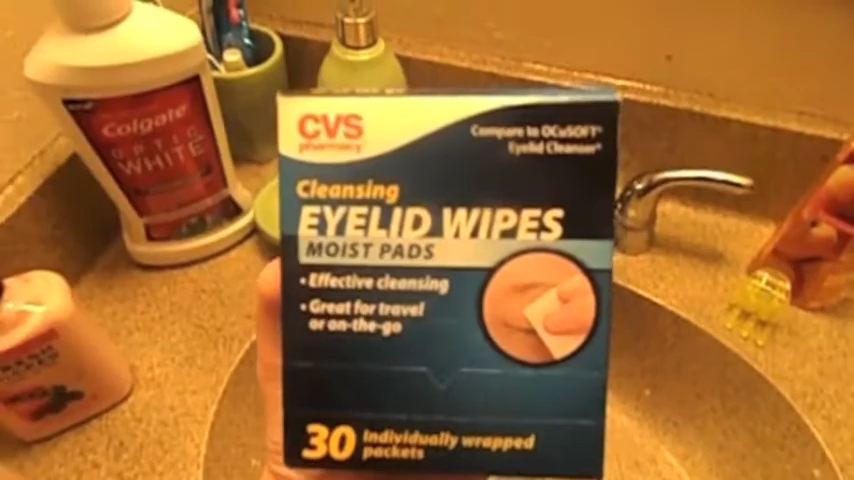 Colgate
OPTIC
WHITE
CVS
pharmacy
Compare to OCuSOFT®
Eyelid Cleanser®
Cleansing
EYELID WIPES
MOIST PADS
• Effective cleansing
• Great for travel
or on-the-go
30 Individually wrapped
packets